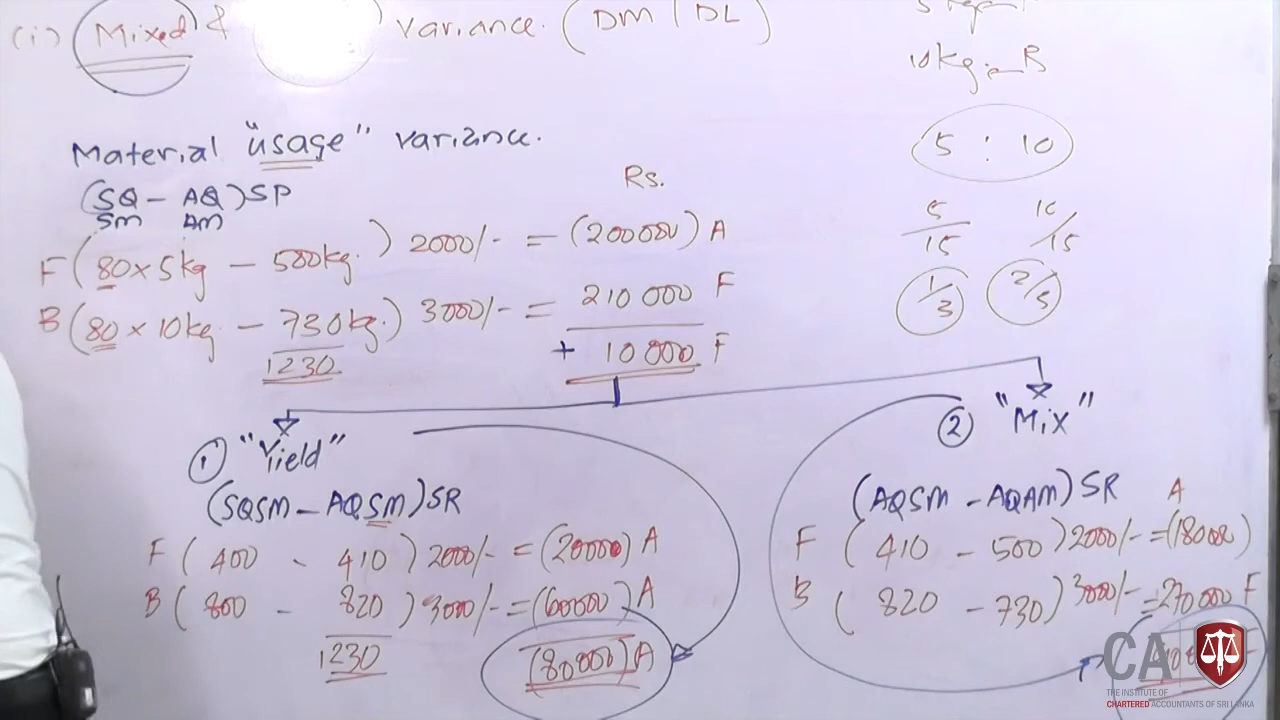 (i) Mixed & variance. (DM / DL)
10kg - B
5 : 10
Material "usage" variance.
(SQ - AQ) SP
SM AM
Rs.
F (80 x 5kg - 500kg.) 2000/- = (200000) A
B (80 x 10kg - 730kg.) 3000/- = 210 000 F
1230
+ 10 000 F
5/15 10/15
1/3 2/3
① "Yield"
(SQSM - AQSM) SR
F ( 400 - 410 ) 2000/- = (20000) A
B ( 800 - 820 ) 3000/- = (60000) A
1230
(80000) A
② "Mix"
(AQSM - AQAM) SR
A
F ( 410 - 500 ) 2000/- = (18000)
B ( 820 - 730 ) 3000/- = 270 000 F
CA
THE INSTITUTE OF
CHARTERED ACCOUNTANTS OF SRI LANKA